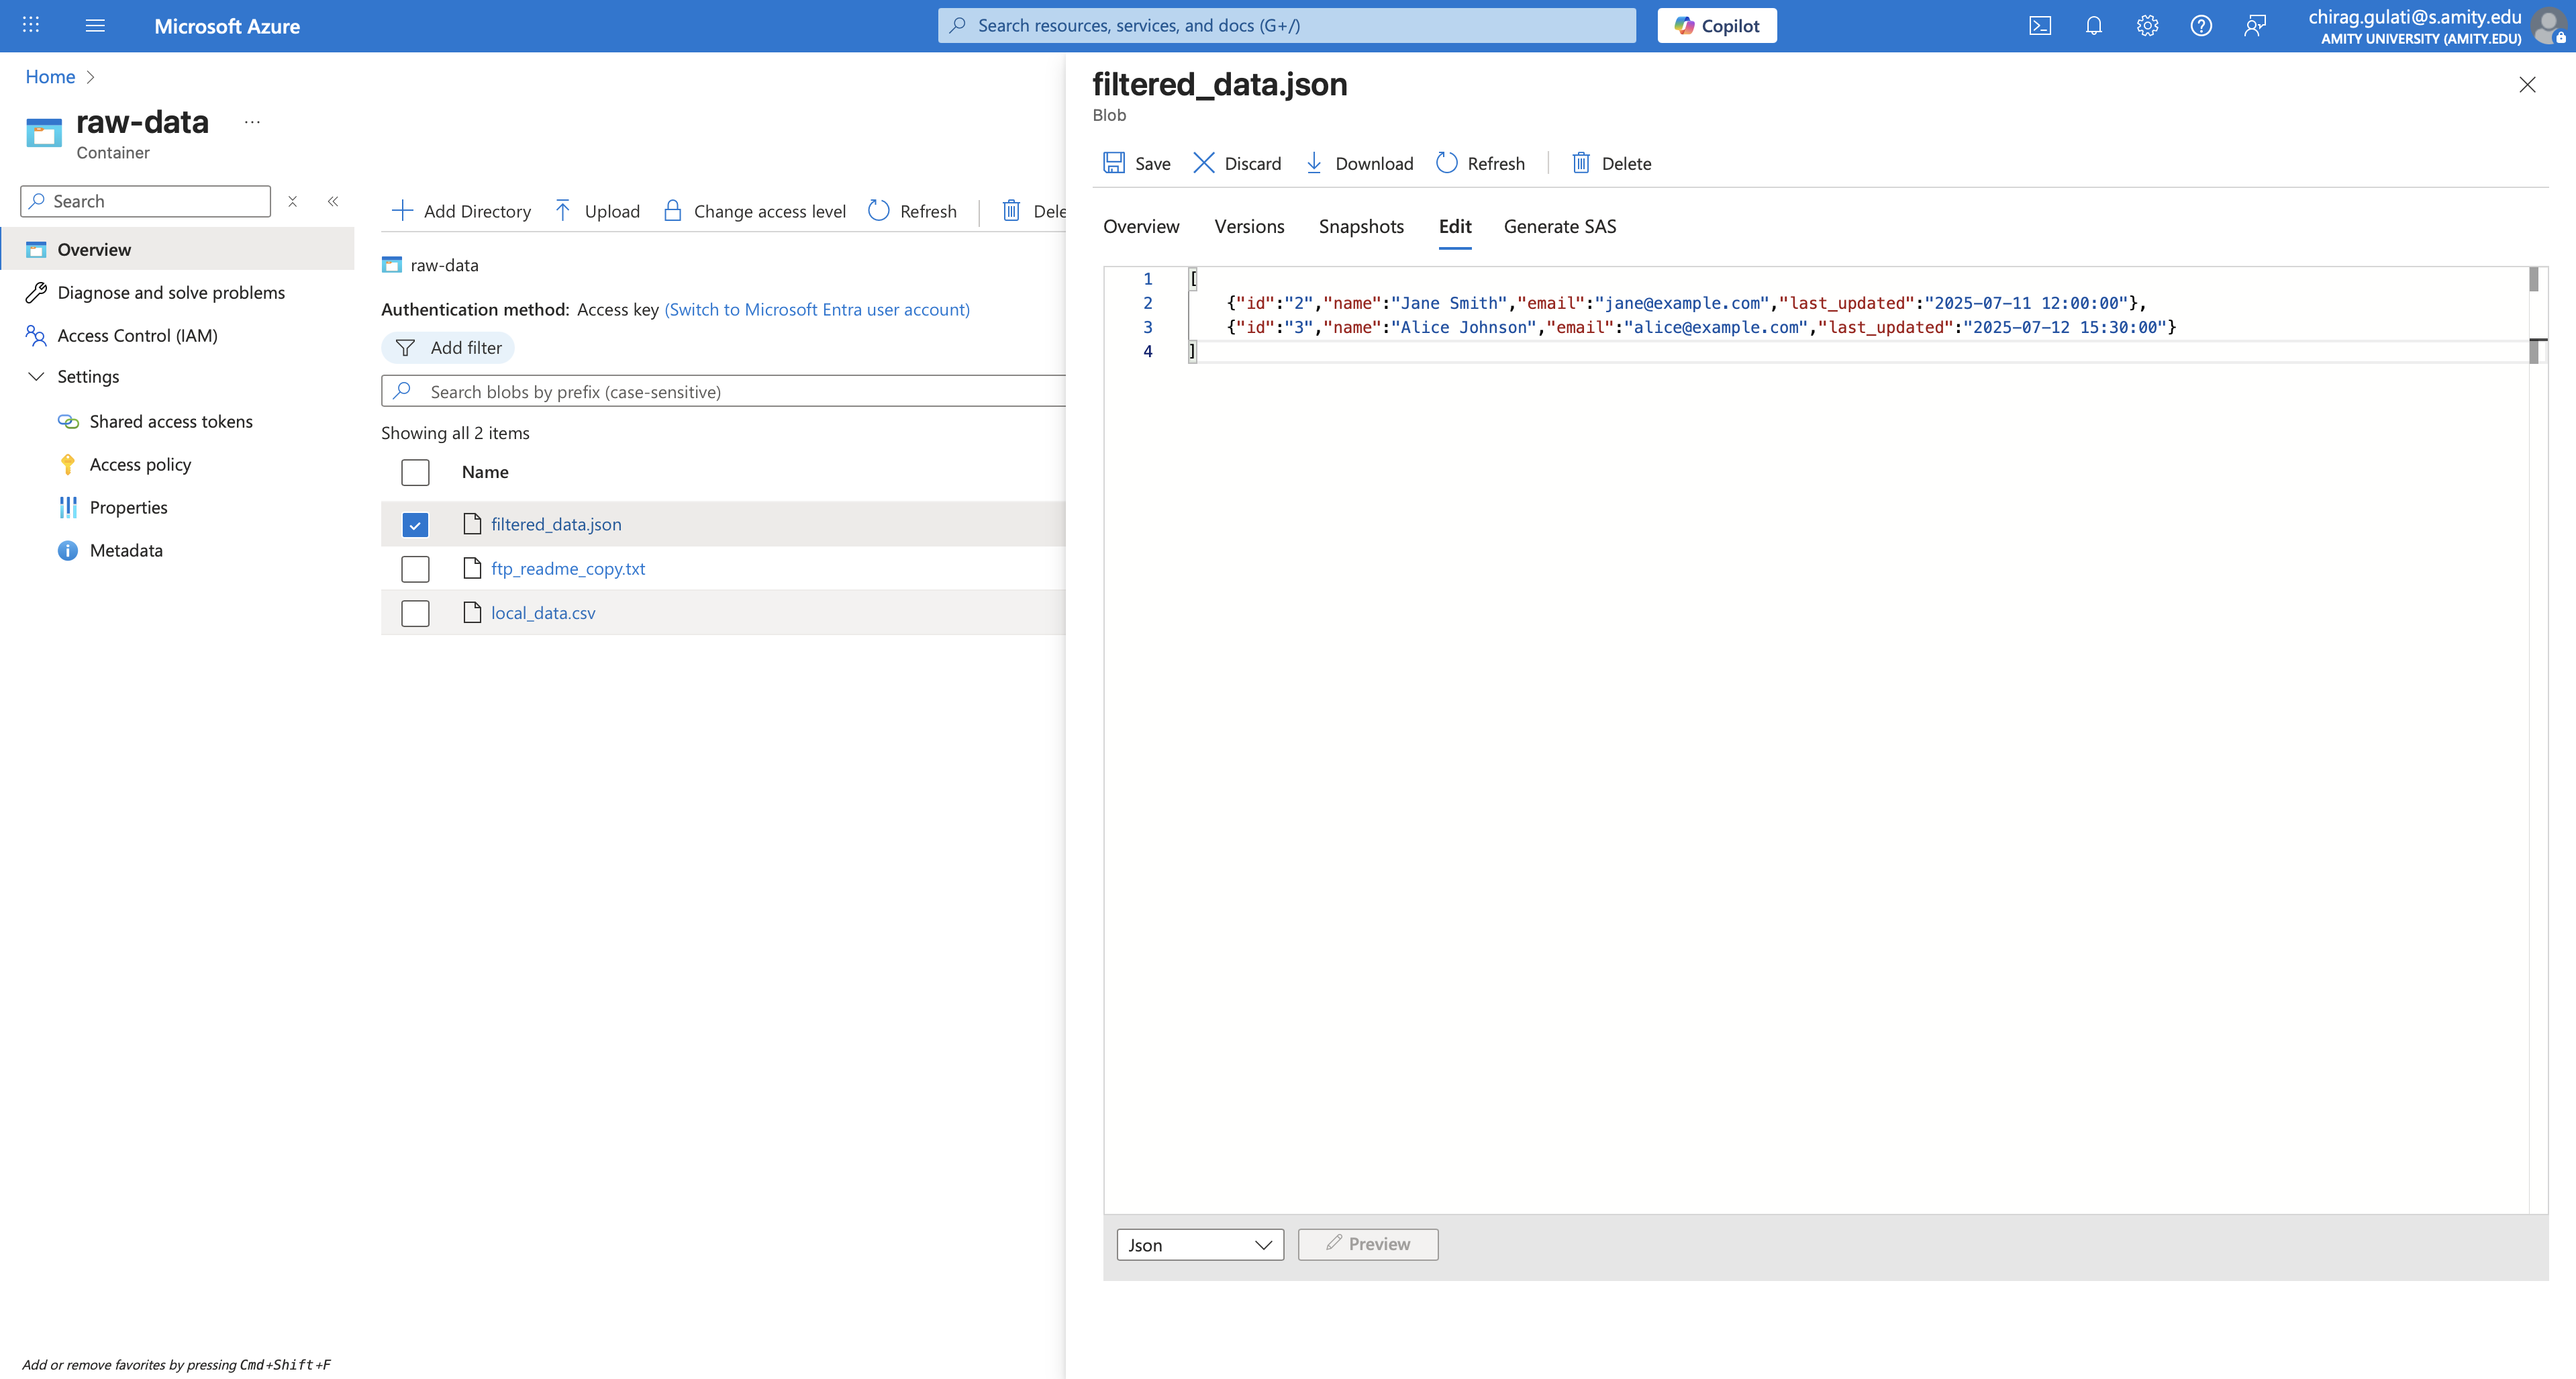 Microsoft Azure
Search resources, services, and docs (G+/)
Copilot
chirag.gulati@s.amity.edu
AMITY UNIVERSITY (AMITY.EDU)
Home
raw-data
Container
Search
Overview
Diagnose and solve problems
Access Control (IAM)
Settings
Shared access tokens
Access policy
Properties
Metadata
Add or remove favorites by pressing Cmd+Shift+F
Add Directory
Upload
Change access level
Refresh
Dele
raw-data
Authentication method: Access key (Switch to Microsoft Entra user account)
Add filter
Search blobs by prefix (case-sensitive)
Showing all 2 items
Name
filtered_data.json
ftp_readme_copy.txt
local_data.csv
filtered_data.json
Blob
Save
Discard
Download
Refresh
Delete
Overview
Versions
Snapshots
Edit
Generate SAS
1 [
2 {"id":"2","name":"Jane Smith","email":"jane@example.com","last_updated":"2025-07-11 12:00:00"},
3 {"id":"3","name":"Alice Johnson","email":"alice@example.com","last_updated":"2025-07-12 15:30:00"}
4 ]
Json
Preview